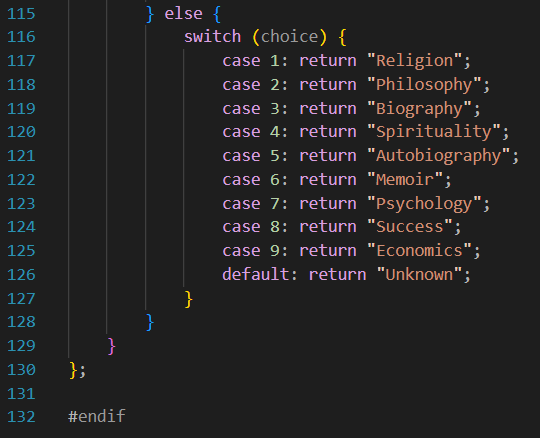 115         } else {
116             switch (choice) {
117                 case 1: return "Religion";
118                 case 2: return "Philosophy";
119                 case 3: return "Biography";
120                 case 4: return "Spirituality";
121                 case 5: return "Autobiography";
122                 case 6: return "Memoir";
123                 case 7: return "Psychology";
124                 case 8: return "Success";
125                 case 9: return "Economics";
126                 default: return "Unknown";
127             }
128         }
129     }
130 };
131
132 #endif